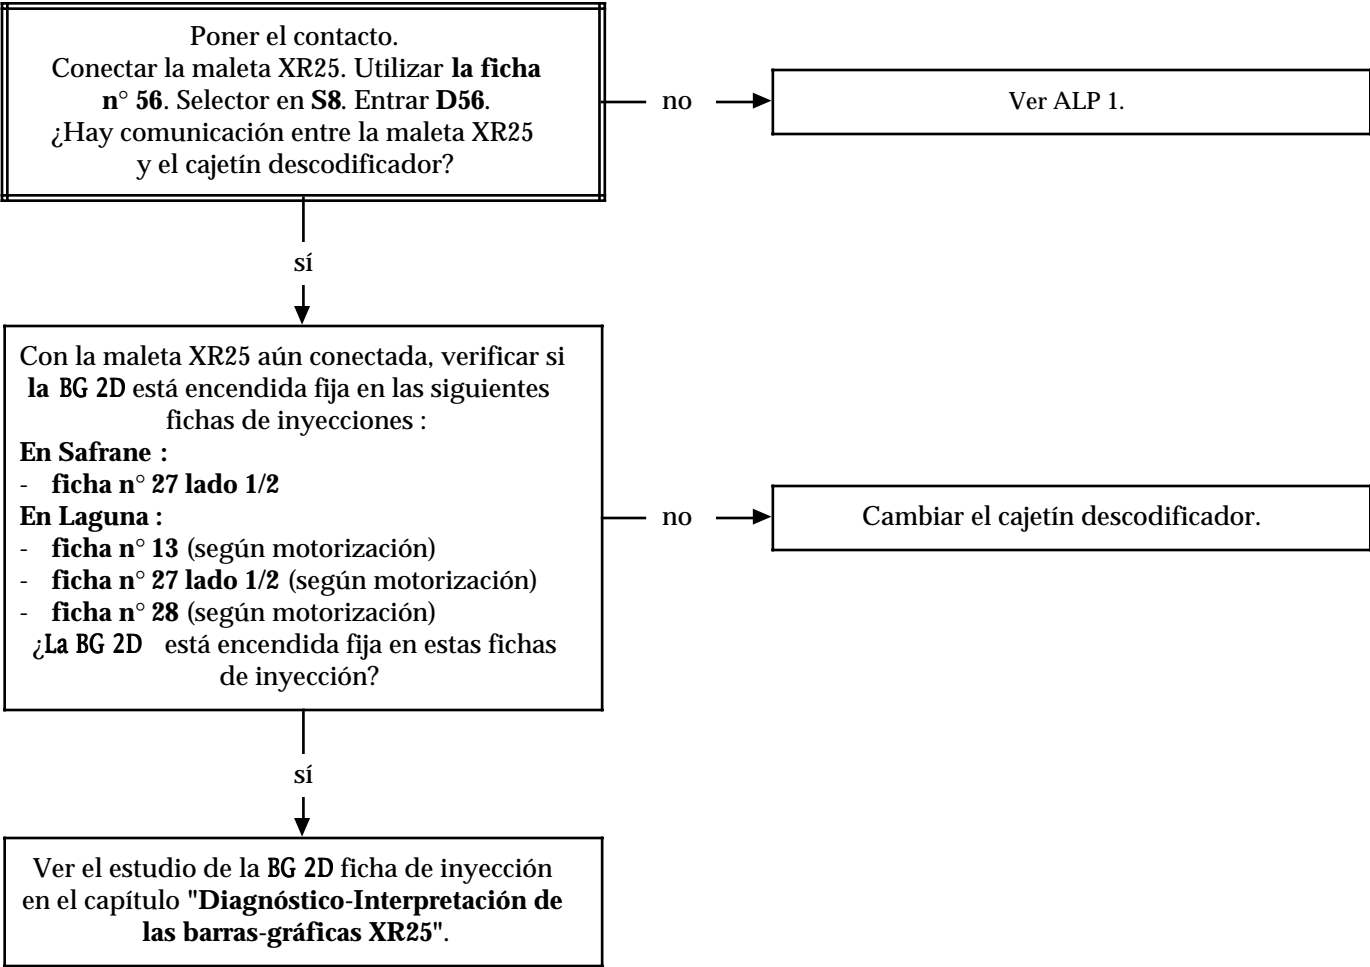 Poner el contacto.
Conectar la maleta XR25. Utilizar la ficha
n° 56. Selector en S8. Entrar D56.
¿Hay comunicación entre la maleta XR25
y el cajetín descodificador?
no
Ver ALP 1.
sí
Con la maleta XR25 aún conectada, verificar si
la BG 2D está encendida fija en las siguientes
fichas de inyecciones :
En Safrane :
- ficha n° 27 lado 1/2
En Laguna :
- ficha n° 13 (según motorización)
- ficha n° 27 lado 1/2 (según motorización)
- ficha n° 28 (según motorización)
¿La BG 2D está encendida fija en estas fichas
de inyección?
no
Cambiar el cajetín descodificador.
sí
Ver el estudio de la BG 2D ficha de inyección
en el capítulo "Diagnóstico-Interpretación de
las barras-gráficas XR25".